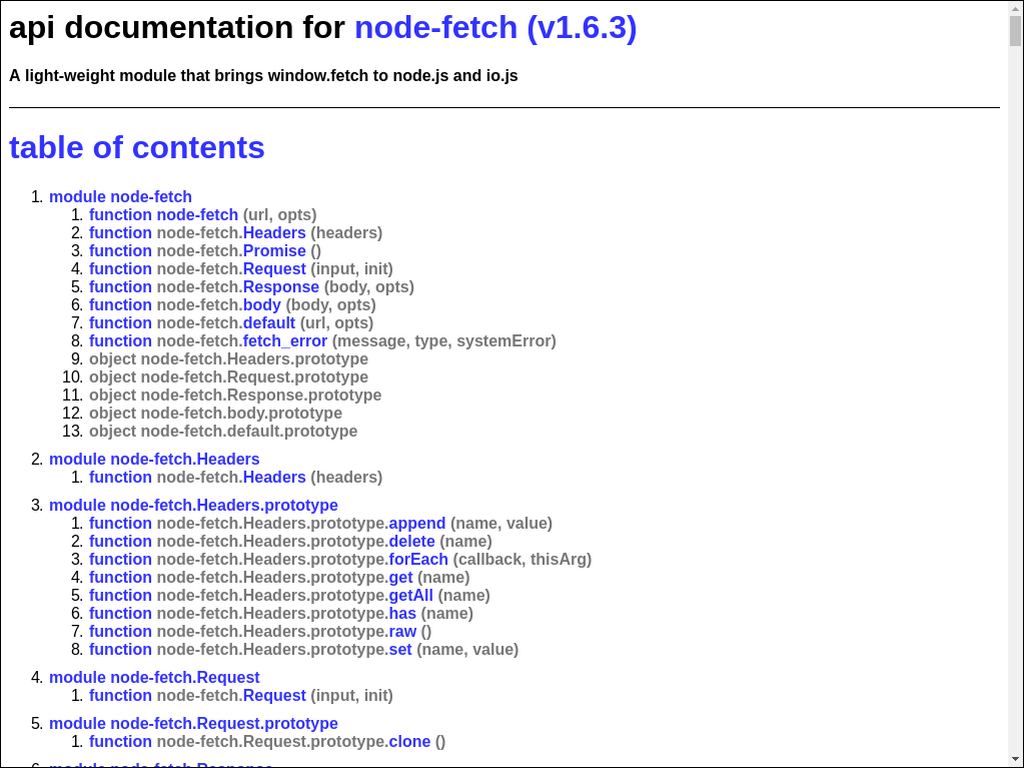 api documentation for node-fetch (v1.6.3)
A light-weight module that brings window.fetch to node.js and io.js
table of contents
1. module node-fetch
1. function node-fetch (url, opts)
2. function node-fetch.Headers (headers)
3. function node-fetch.Promise ()
4. function node-fetch.Request (input, init)
5. function node-fetch.Response (body, opts)
6. function node-fetch.body (body, opts)
7. function node-fetch.default (url, opts)
8. function node-fetch.fetch_error (message, type, systemError)
9. object node-fetch.Headers.prototype
10. object node-fetch.Request.prototype
11. object node-fetch.Response.prototype
12. object node-fetch.body.prototype
13. object node-fetch.default.prototype
2. module node-fetch.Headers
1. function node-fetch.Headers (headers)
3. module node-fetch.Headers.prototype
1. function node-fetch.Headers.prototype.append (name, value)
2. function node-fetch.Headers.prototype.delete (name)
3. function node-fetch.Headers.prototype.forEach (callback, thisArg)
4. function node-fetch.Headers.prototype.get (name)
5. function node-fetch.Headers.prototype.getAll (name)
6. function node-fetch.Headers.prototype.has (name)
7. function node-fetch.Headers.prototype.raw ()
8. function node-fetch.Headers.prototype.set (name, value)
4. module node-fetch.Request
1. function node-fetch.Request (input, init)
5. module node-fetch.Request.prototype
1. function node-fetch.Request.prototype.clone ()
6. module node-fetch.Response